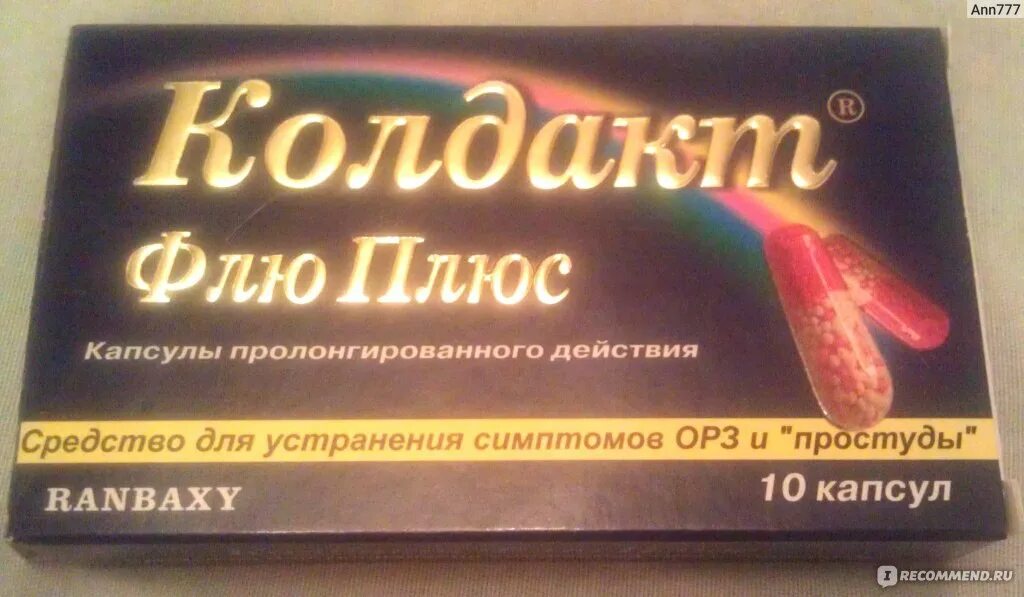 Ann777
Колдакт ®
Флю Плюс
Капсулы пролонгированного действия
Средство для устранения симптомов ОРЗ и "простуды"
RANBAXY
10 капсул
I RECOMMEND.RU